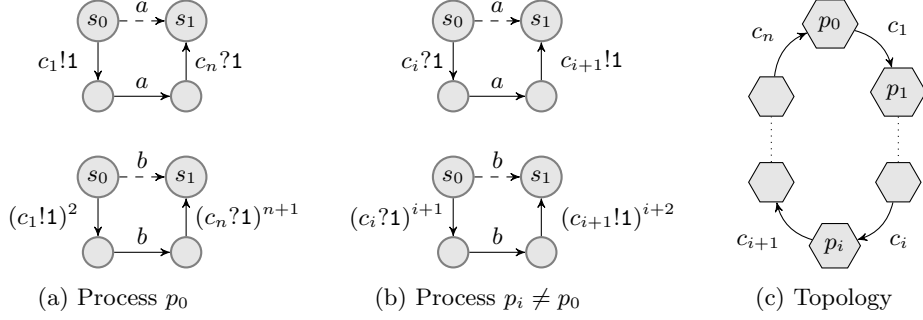 s₀ a s₁
c₁!1 cₙ?1
a
s₀ b s₁
(c₁!1)² (cₙ?1)ⁿ⁺¹
b
(a) Process p₀
s₀ a s₁
cᵢ?1 cᵢ₊₁!1
a
s₀ b s₁
(cᵢ?1)ⁱ⁺¹ (cᵢ₊₁!1)ⁱ⁺²
b
(b) Process pᵢ ≠ p₀
cₙ p₀ c₁
p₁
cᵢ₊₁ pᵢ cᵢ
(c) Topology